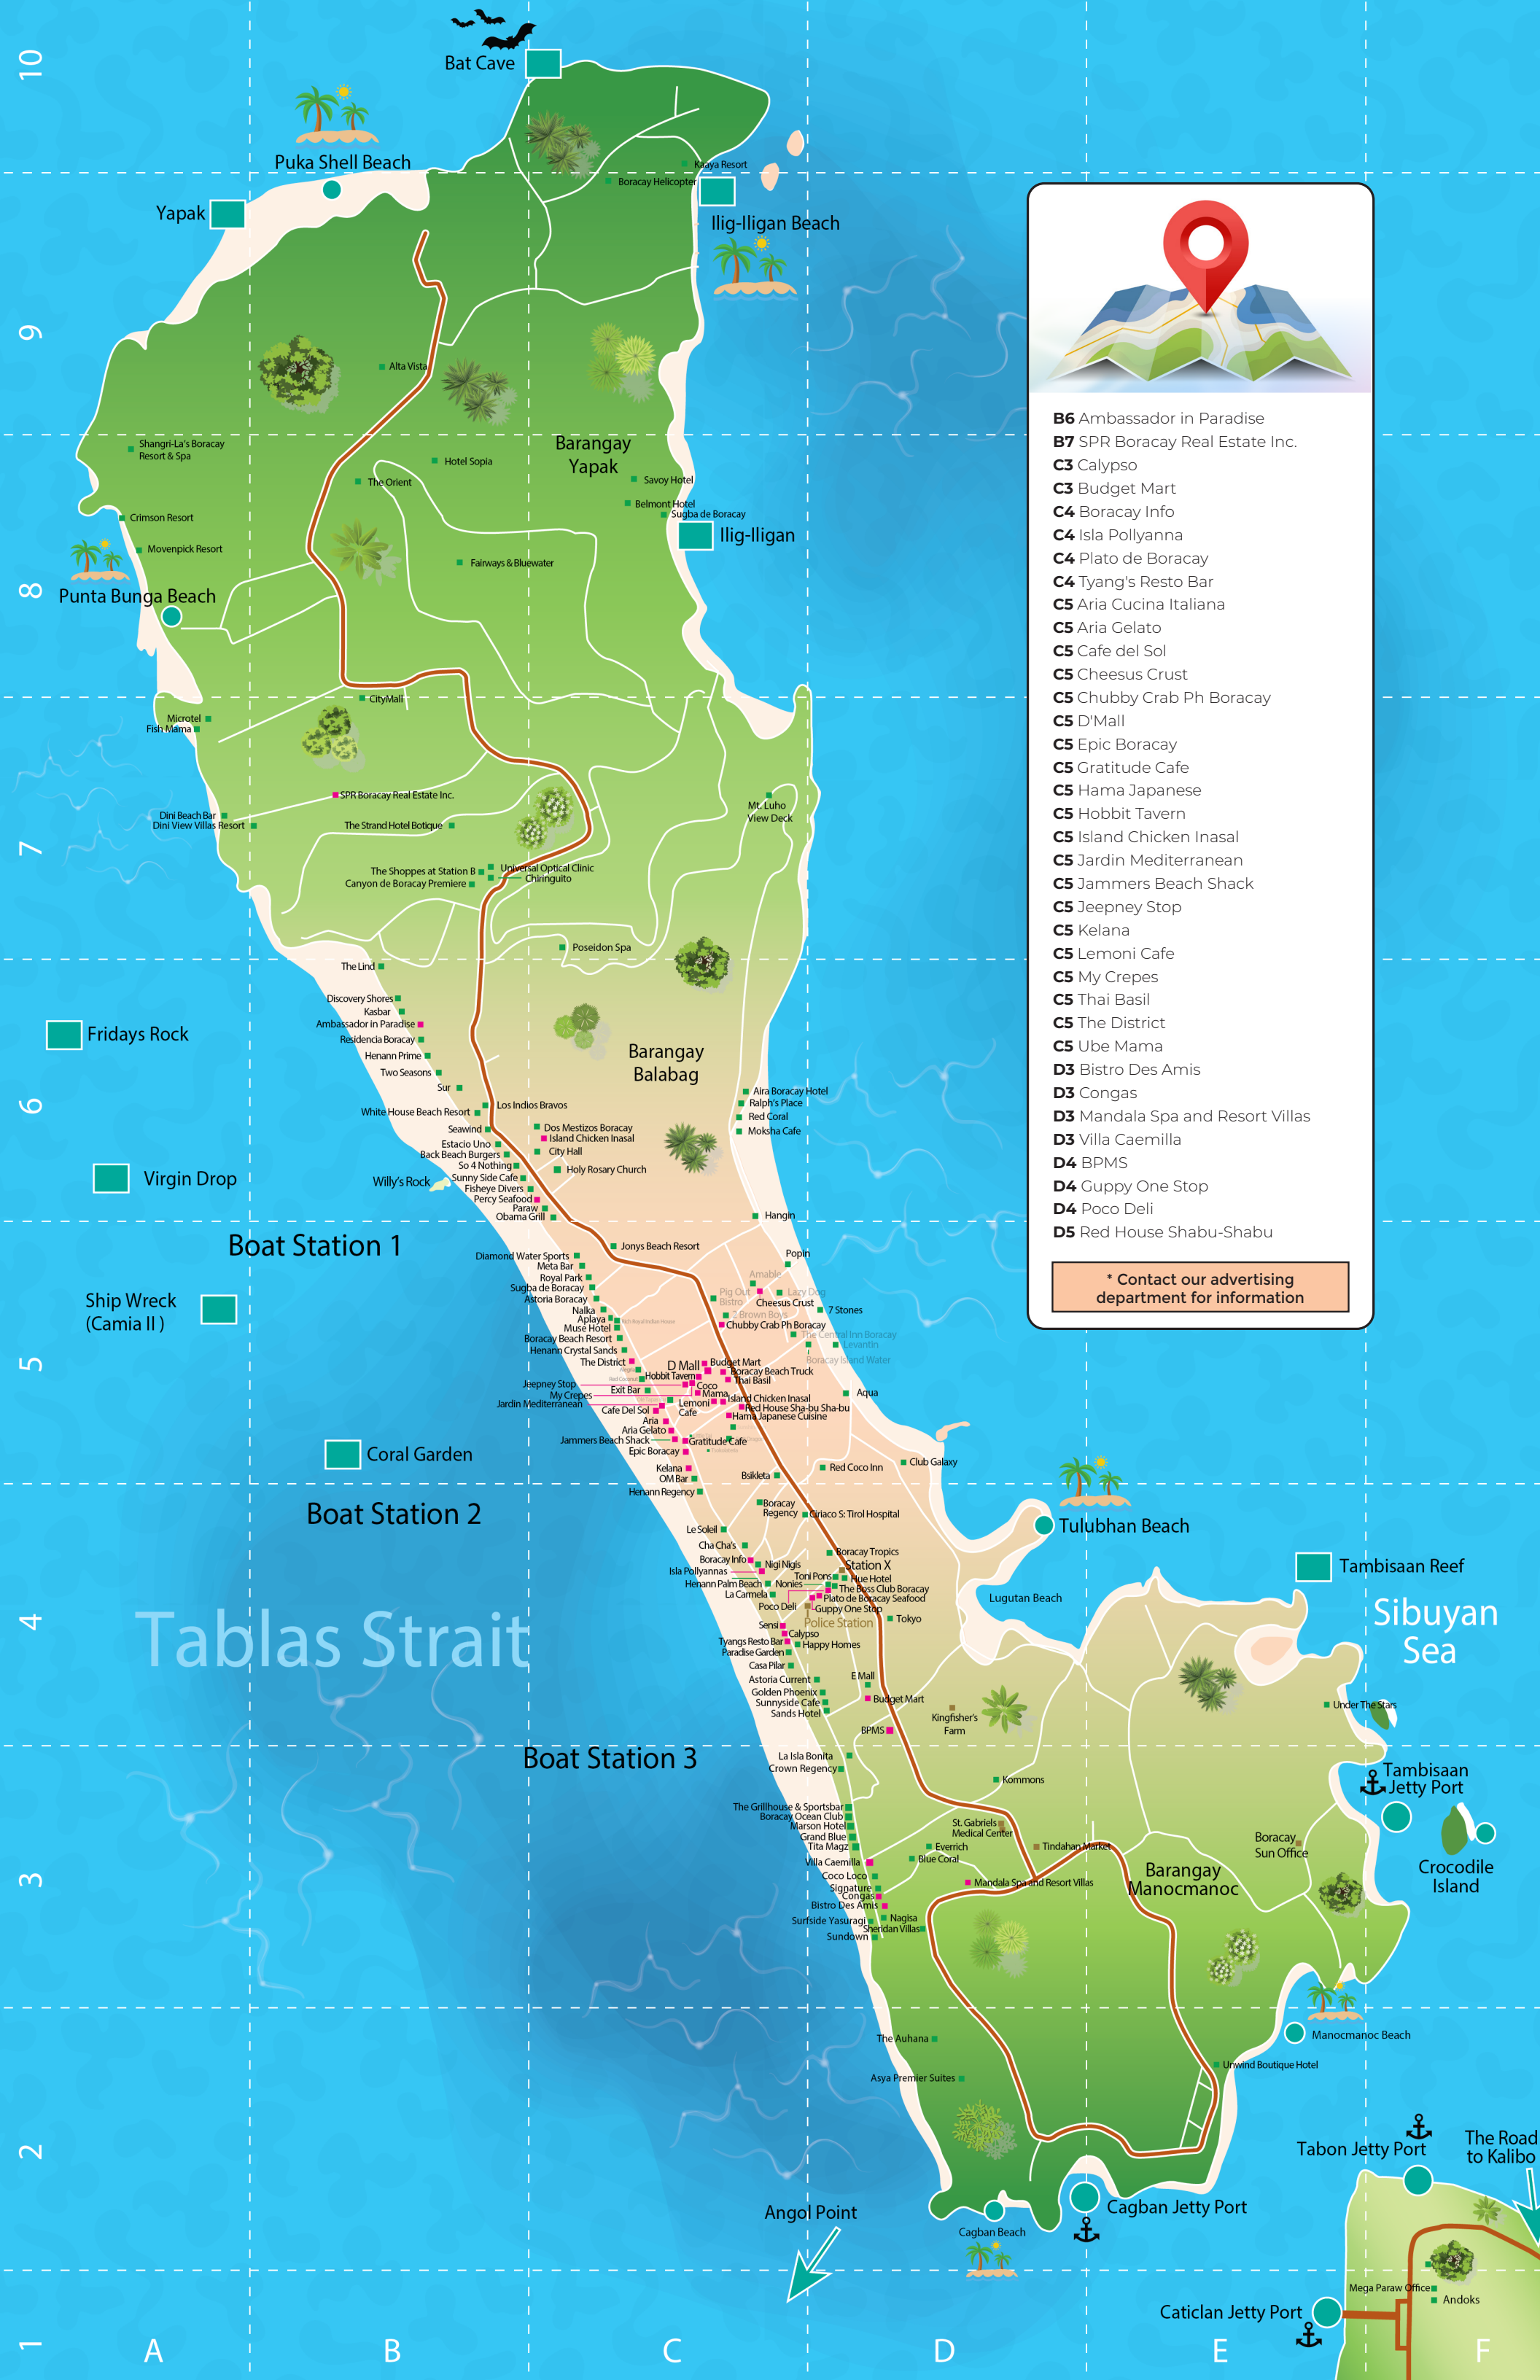 10
Bat Cave
Puka Shell Beach
Kaaya Resort
Boracay Helicopter
Yapak
Ilig-Iligan Beach
9
Alta Vista
Shangri-La's Boracay
Resort & Spa
Barangay
Yapak
Hotel Sopia
The Orient
Savoy Hotel
Belmont Hotel
Sugba de Boracay
Crimson Resort
Ilig-Iligan
Movenpick Resort
Fairways & Bluewater
8
Punta Bunga Beach
CityMall
Microtel
Fish Mama
SPR Boracay Real Estate Inc.
Mt. Luho
View Deck
Dini Beach Bar
Dini View Villas Resort
The Strand Hotel Botique
7
The Shoppes at Station B
Universal Optical Clinic
Chiringuito
Canyon de Boracay Premiere
Poseidon Spa
The Lind
Discovery Shores
Kasbar
Ambassador in Paradise
Fridays Rock
Residencia Boracay
Henann Prime
Barangay
Balabag
Two Seasons
Sur
Aira Boracay Hotel
Ralph's Place
Red Coral
Moksha Cafe
6
Los Indios Bravos
White House Beach Resort
Seawind
Dos Mestizos Boracay
Island Chicken Inasal
Estacio Uno
City Hall
Back Beach Burgers
So 4 Nothing
Holy Rosary Church
Virgin Drop
Willy's Rock
Sunny Side Cafe
Fisheye Divers
Percy Seafood
Paraw
Obama Grill
Hangin
Boat Station 1
Jonys Beach Resort
Diamond Water Sports
Popin
Meta Bar
Royal Park
Amable
Sugba de Boracay
Pig Out
Bistro
Lazy Dog
Cheesus Crust
Astoria Boracay
Ship Wreck
(Camia II )
Nalka
7 Stones
2 Brown Boys
Aplaya
Muse Hotel
Chubby Crab Ph Boracay
Boracay Beach Resort
The Central Inn Boracay
Levantin
Henann Crystal Sands
Boracay Island Water
5
The District
D Mall
Budget Mart
Boracay Beach Truck
Hobbit Tavern
Thai Basil
Jeepney Stop
Coco
Mama
Exit Bar
My Crepes
Aqua
Jardin Mediterranean
Lemoni
Cafe
Island Chicken Inasal
Red House Sha-bu Sha-bu
Cafe Del Sol
Hama Japanese Cuisine
Aria
Aria Gelato
Jammers Beach Shack
Gratitude Cafe
Epic Boracay
Coral Garden
Kelana
OM Bar
Bsikleta
Red Coco Inn
Club Galaxy
Henann Regency
Boat Station 2
Boracay
Regency
Ciriaco S: Tirol Hospital
Tulubhan Beach
Le Soleil
Cha Cha's
Boracay Tropics
Boracay Info
Nigi Nigis
Station X
Tambisaan Reef
Isla Pollyannas
Toni Pons
Hue Hotel
Henann Palm Beach
Nonies
The Boss Club Boracay
La Carmela
Plato de Boracay Seafood
Lugutan Beach
Poco Deli
Guppy One Stop
Police Station
Tokyo
4
Tablas Strait
Sibuyan
Sea
Sensi
Calypso
Tyangs Resto Bar
Happy Homes
Paradise Garden
Casa Pilar
Astoria Current
E Mall
Golden Phoenix
Budget Mart
Sunnyside Cafe
Sands Hotel
Under The Stars
Kingfisher's
Farm
BPMS
Boat Station 3
La Isla Bonita
Crown Regency
Kommons
Tambisaan
Jetty Port
The Grillhouse & Sportsbar
Boracay Ocean Club
Marson Hotel
Grand Blue
Tita Magz
St. Gabriels
Medical Center
Everrich
Tindahan Market
Boracay
Sun Office
Blue Coral
Villa Caemilla
Barangay
Manocmanoc
Crocodile
Island
3
Coco Loco
Mandala Spa and Resort Villas
Signature
Congas
Bistro Des Amis
Nagisa
Surfside Yasuragi
Sheridan Villas
Sundown
Manocmanoc Beach
The Auhana
Unwind Boutique Hotel
Asya Premier Suites
2
Tabon Jetty Port
The Road
to Kalibo
Angol Point
Cagban Jetty Port
Cagban Beach
Mega Paraw Office
Andoks
Caticlan Jetty Port
1
A
B
C
D
E
F
B6 Ambassador in Paradise
B7 SPR Boracay Real Estate Inc.
C3 Calypso
C3 Budget Mart
C4 Boracay Info
C4 Isla Pollyanna
C4 Plato de Boracay
C4 Tyang's Resto Bar
C5 Aria Cucina Italiana
C5 Aria Gelato
C5 Cafe del Sol
C5 Cheesus Crust
C5 Chubby Crab Ph Boracay
C5 D'Mall
C5 Epic Boracay
C5 Gratitude Cafe
C5 Hama Japanese
C5 Hobbit Tavern
C5 Island Chicken Inasal
C5 Jardin Mediterranean
C5 Jammers Beach Shack
C5 Jeepney Stop
C5 Kelana
C5 Lemoni Cafe
C5 My Crepes
C5 Thai Basil
C5 The District
C5 Ube Mama
D3 Bistro Des Amis
D3 Congas
D3 Mandala Spa and Resort Villas
D3 Villa Caemilla
D4 BPMS
D4 Guppy One Stop
D4 Poco Deli
D5 Red House Shabu-Shabu
* Contact our advertising
department for information